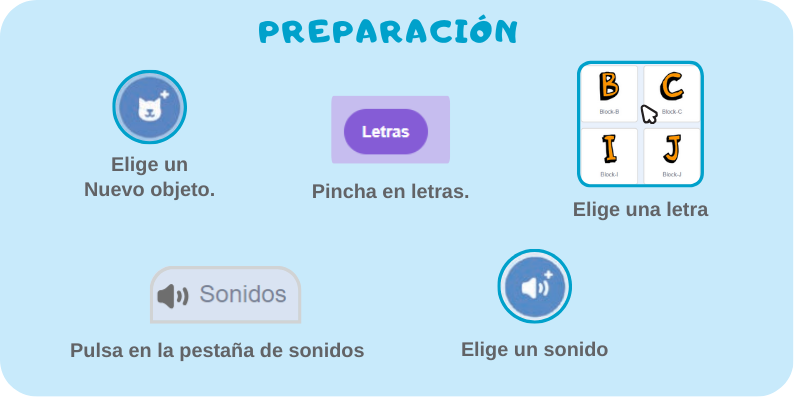 PREPARACIÓN
Elige un
Nuevo objeto.
Letras
Pincha en letras.
B
C
Block-B
Block-C
I
J
Block-I
Block-J
Elige una letra
Sonidos
Pulsa en la pestaña de sonidos
Elige un sonido